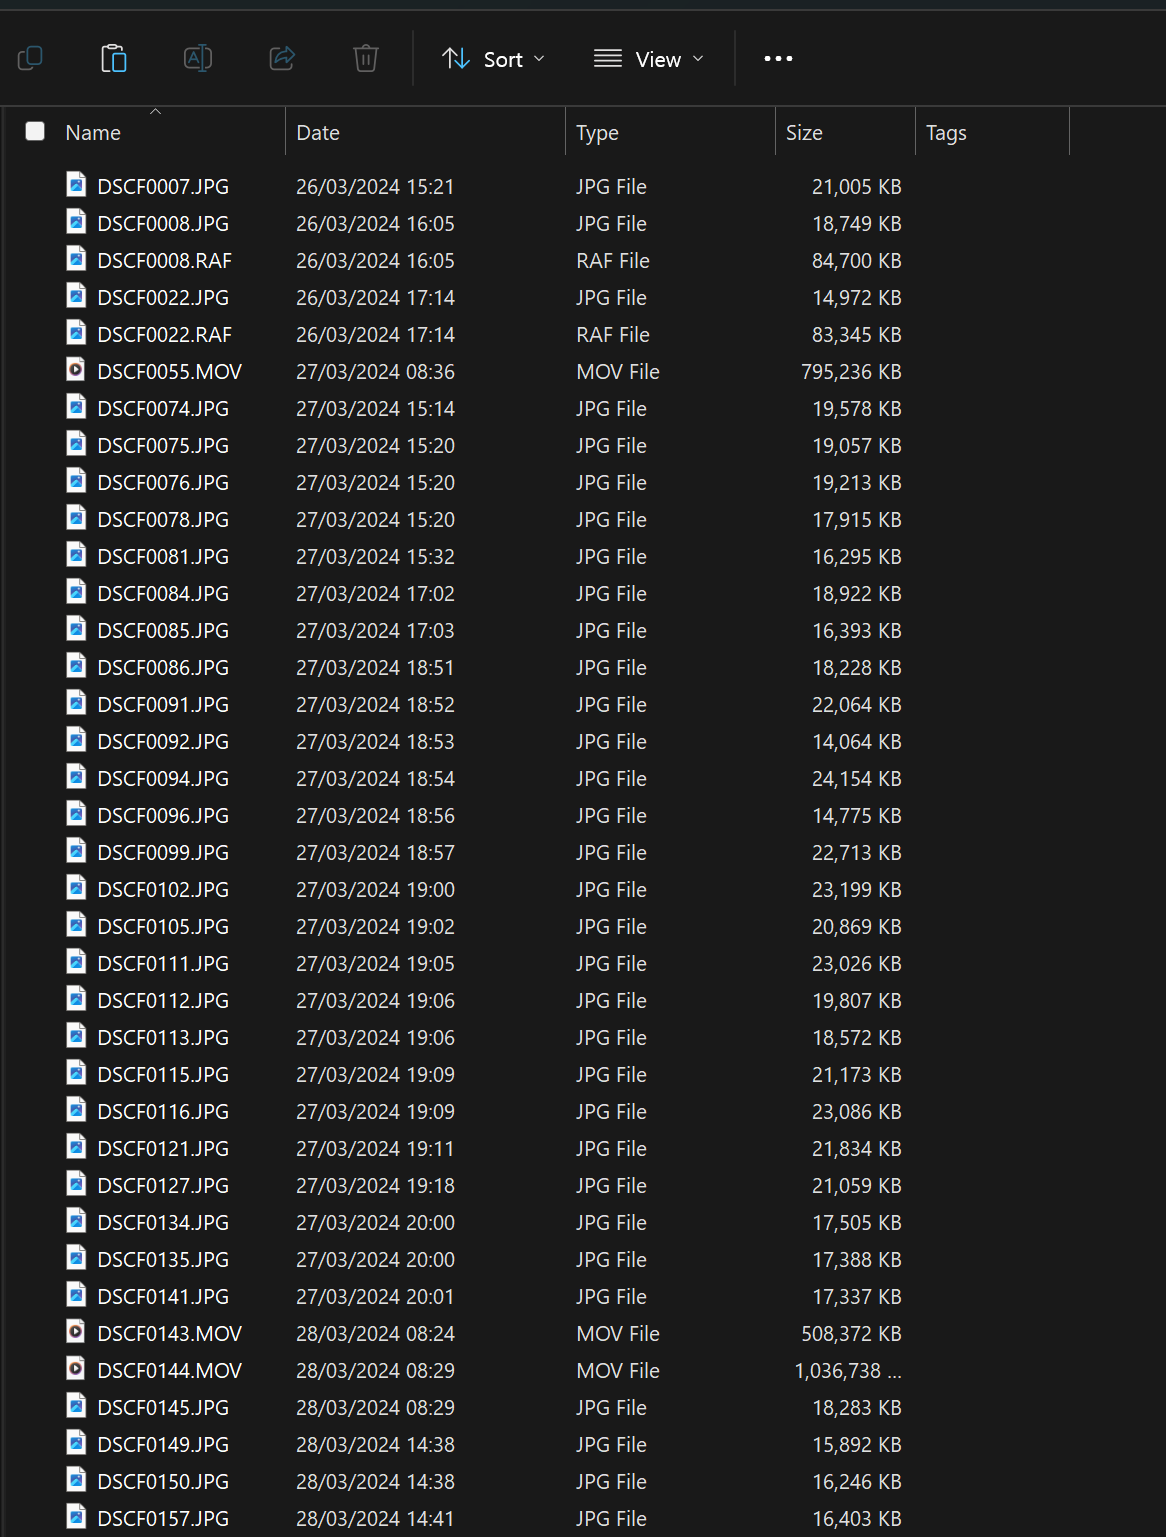 Sort View •••
Name Date Type Size Tags
DSCF0007.JPG 26/03/2024 15:21 JPG File 21,005 KB
DSCF0008.JPG 26/03/2024 16:05 JPG File 18,749 KB
DSCF0008.RAF 26/03/2024 16:05 RAF File 84,700 KB
DSCF0022.JPG 26/03/2024 17:14 JPG File 14,972 KB
DSCF0022.RAF 26/03/2024 17:14 RAF File 83,345 KB
DSCF0055.MOV 27/03/2024 08:36 MOV File 795,236 KB
DSCF0074.JPG 27/03/2024 15:14 JPG File 19,578 KB
DSCF0075.JPG 27/03/2024 15:20 JPG File 19,057 KB
DSCF0076.JPG 27/03/2024 15:20 JPG File 19,213 KB
DSCF0078.JPG 27/03/2024 15:20 JPG File 17,915 KB
DSCF0081.JPG 27/03/2024 15:32 JPG File 16,295 KB
DSCF0084.JPG 27/03/2024 17:02 JPG File 18,922 KB
DSCF0085.JPG 27/03/2024 17:03 JPG File 16,393 KB
DSCF0086.JPG 27/03/2024 18:51 JPG File 18,228 KB
DSCF0091.JPG 27/03/2024 18:52 JPG File 22,064 KB
DSCF0092.JPG 27/03/2024 18:53 JPG File 14,064 KB
DSCF0094.JPG 27/03/2024 18:54 JPG File 24,154 KB
DSCF0096.JPG 27/03/2024 18:56 JPG File 14,775 KB
DSCF0099.JPG 27/03/2024 18:57 JPG File 22,713 KB
DSCF0102.JPG 27/03/2024 19:00 JPG File 23,199 KB
DSCF0105.JPG 27/03/2024 19:02 JPG File 20,869 KB
DSCF0111.JPG 27/03/2024 19:05 JPG File 23,026 KB
DSCF0112.JPG 27/03/2024 19:06 JPG File 19,807 KB
DSCF0113.JPG 27/03/2024 19:06 JPG File 18,572 KB
DSCF0115.JPG 27/03/2024 19:09 JPG File 21,173 KB
DSCF0116.JPG 27/03/2024 19:09 JPG File 23,086 KB
DSCF0121.JPG 27/03/2024 19:11 JPG File 21,834 KB
DSCF0127.JPG 27/03/2024 19:18 JPG File 21,059 KB
DSCF0134.JPG 27/03/2024 20:00 JPG File 17,505 KB
DSCF0135.JPG 27/03/2024 20:00 JPG File 17,388 KB
DSCF0141.JPG 27/03/2024 20:01 JPG File 17,337 KB
DSCF0143.MOV 28/03/2024 08:24 MOV File 508,372 KB
DSCF0144.MOV 28/03/2024 08:29 MOV File 1,036,738 ...
DSCF0145.JPG 28/03/2024 08:29 JPG File 18,283 KB
DSCF0149.JPG 28/03/2024 14:38 JPG File 15,892 KB
DSCF0150.JPG 28/03/2024 14:38 JPG File 16,246 KB
DSCF0157.JPG 28/03/2024 14:41 JPG File 16,403 KB